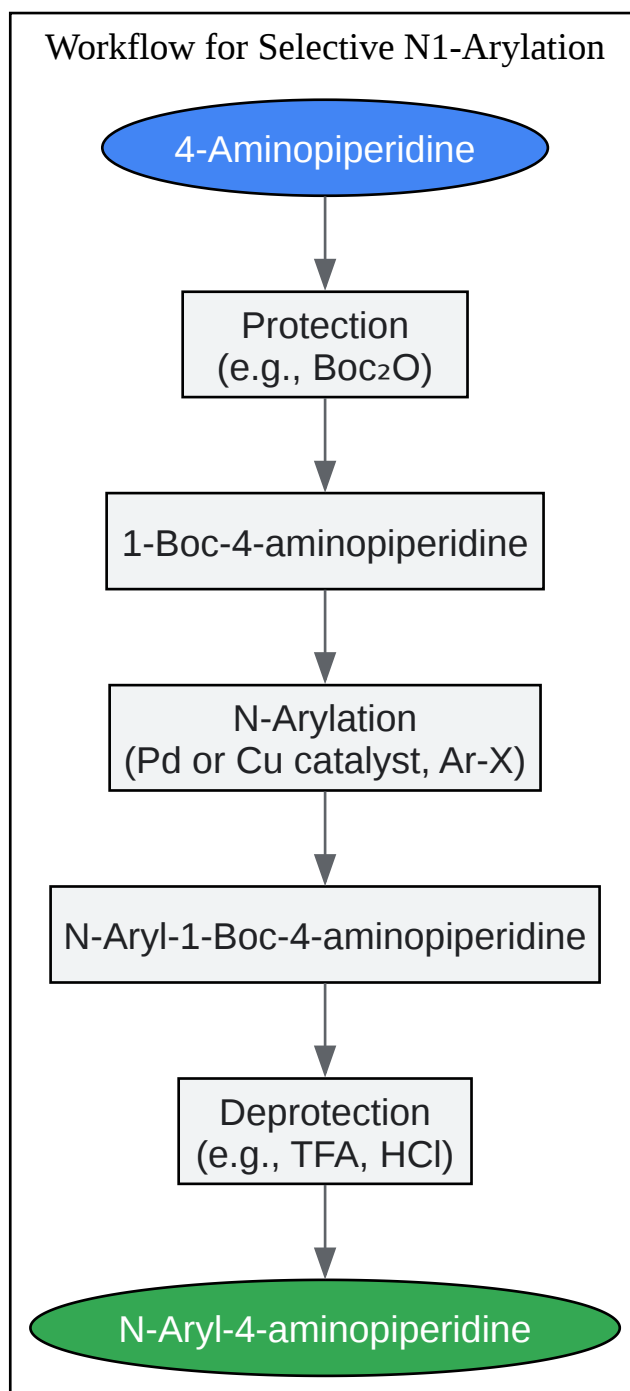 Workflow for Selective N1-Arylation
4-Aminopiperidine
Protection
(e.g., Boc₂O)
1-Boc-4-aminopiperidine
N-Arylation
(Pd or Cu catalyst, Ar-X)
N-Aryl-1-Boc-4-aminopiperidine
Deprotection
(e.g., TFA, HCl)
N-Aryl-4-aminopiperidine